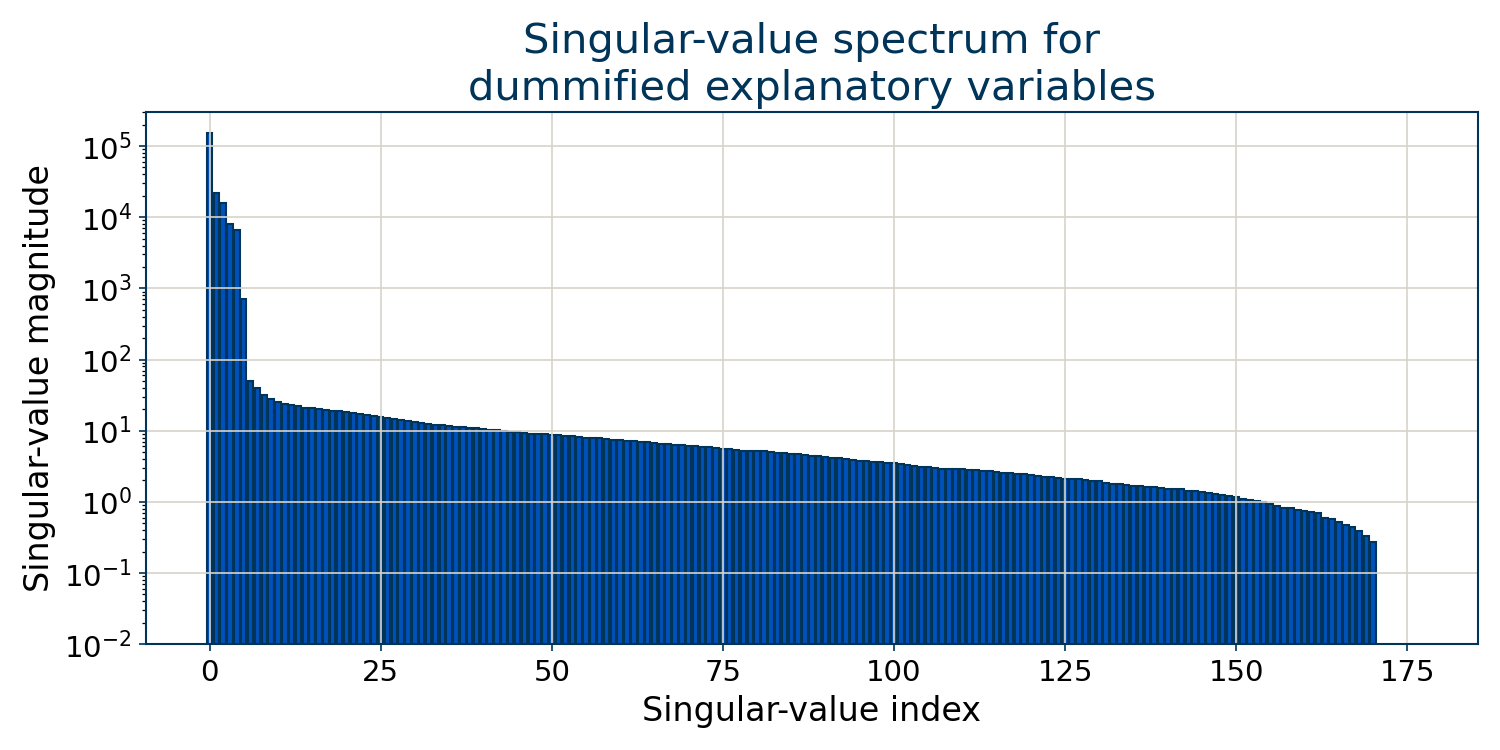 Singular-value spectrum for
dummified explanatory variables
Singular-value magnitude
10⁵
10⁴
10³
10²
10¹
10⁰
10⁻¹
10⁻²
0 25 50 75 100 125 150 175
Singular-value index